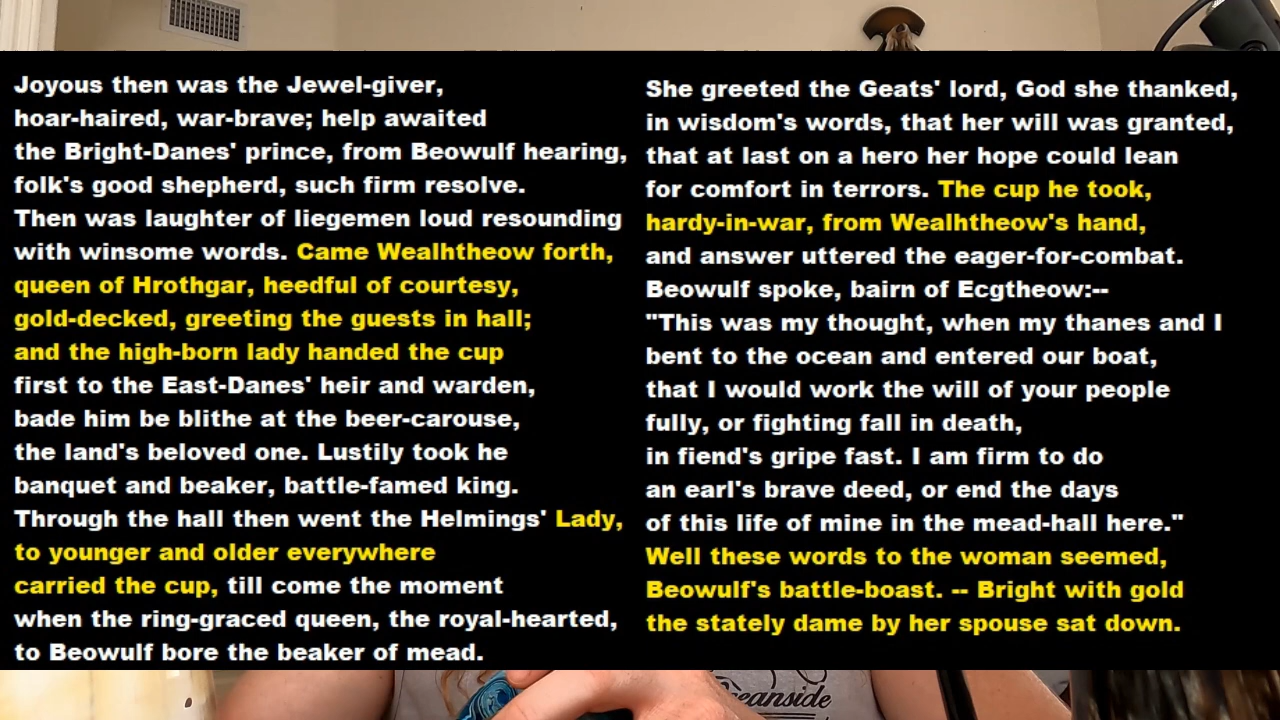 Joyous then was the Jewel-giver,
hoar-haired, war-brave; help awaited
the Bright-Danes' prince, from Beowulf hearing,
folk's good shepherd, such firm resolve.
Then was laughter of liegemen loud resounding
with winsome words. Came Wealhtheow forth,
queen of Hrothgar, heedful of courtesy,
gold-decked, greeting the guests in hall;
and the high-born lady handed the cup
first to the East-Danes' heir and warden,
bade him be blithe at the beer-carouse,
the land's beloved one. Lustily took he
banquet and beaker, battle-famed king.
Through the hall then went the Helmings' Lady,
to younger and older everywhere
carried the cup, till come the moment
when the ring-graced queen, the royal-hearted,
to Beowulf bore the beaker of mead.
She greeted the Geats' lord, God she thanked,
in wisdom's words, that her will was granted,
that at last on a hero her hope could lean
for comfort in terrors. The cup he took,
hardy-in-war, from Wealhtheow's hand,
and answer uttered the eager-for-combat.
Beowulf spoke, bairn of Ecgtheow:--
"This was my thought, when my thanes and I
bent to the ocean and entered our boat,
that I would work the will of your people
fully, or fighting fall in death,
in fiend's gripe fast. I am firm to do
an earl's brave deed, or end the days
of this life of mine in the mead-hall here."
Well these words to the woman seemed,
Beowulf's battle-boast. -- Bright with gold
the stately dame by her spouse sat down.